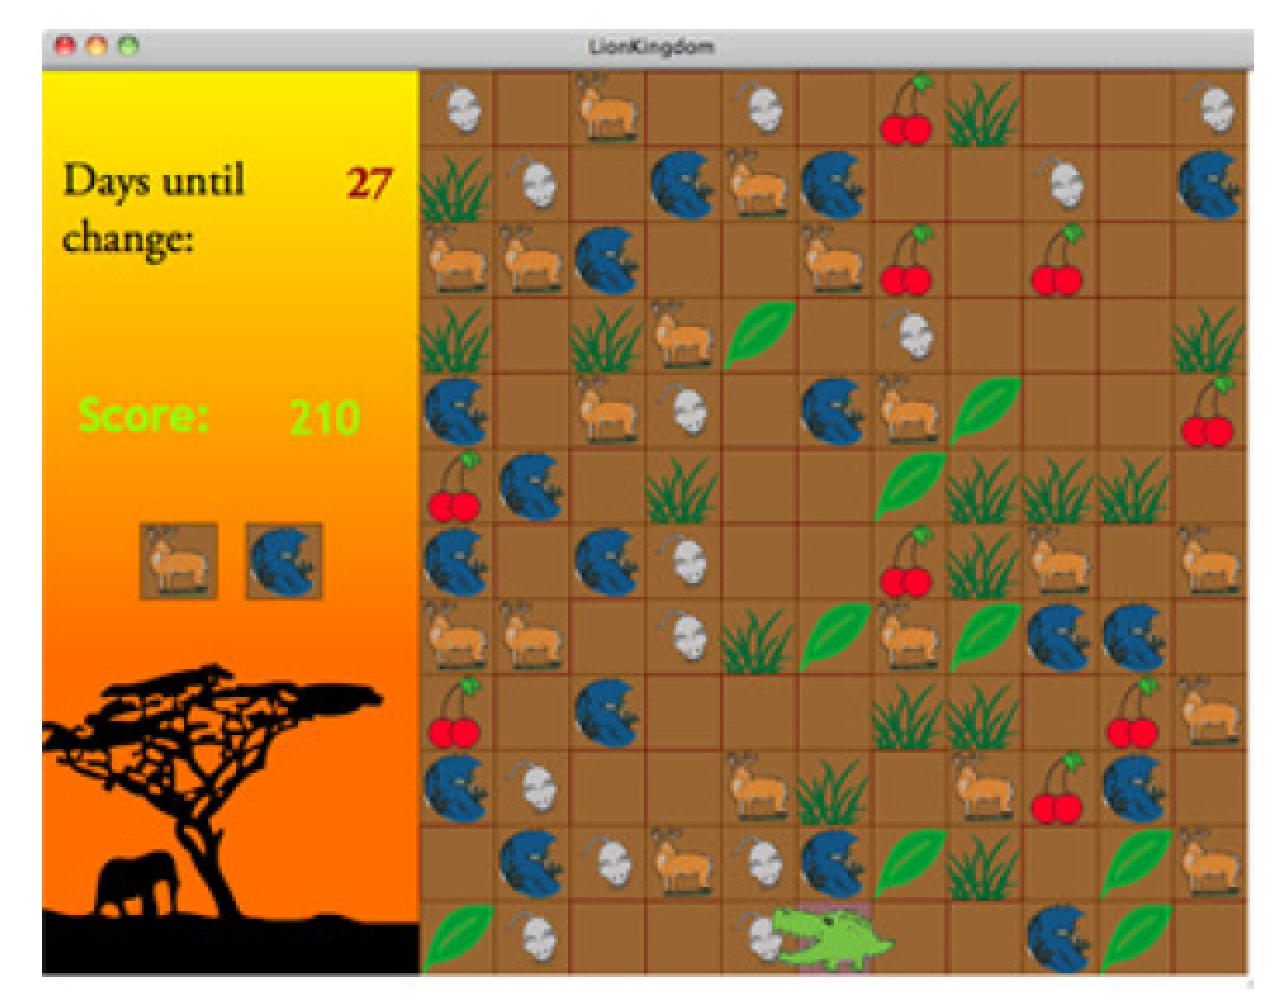 LionKingdom
Days until 27
change:
Score: 210